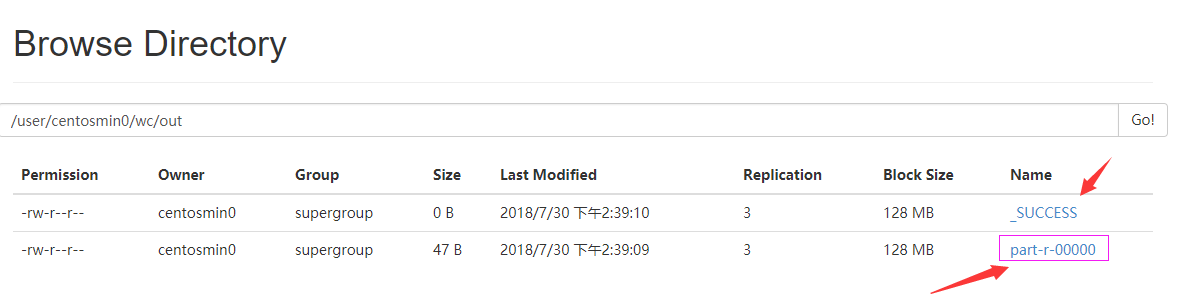 Browse Directory
/user/centosmin0/wc/out Go!
Permission Owner Group Size Last Modified Replication Block Size Name
-rw-r--r-- centosmin0 supergroup 0 B 2018/7/30 下午2:39:10 3 128 MB _SUCCESS
-rw-r--r-- centosmin0 supergroup 47 B 2018/7/30 下午2:39:09 3 128 MB part-r-00000